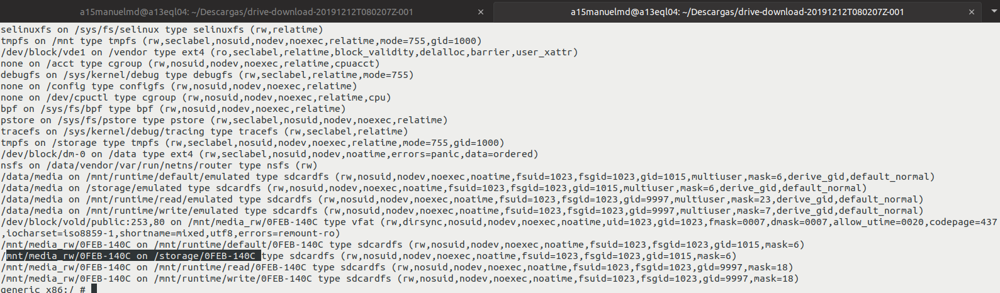 a15manuelmd@a13eql04: ~/Descargas/drive-download-20191212T080207Z-001 × a15manuelmd@a13eql04: ~/Descargas/drive-download-20191212T080207Z-001 ×
selinuxfs on /sys/fs/selinux type selinuxfs (rw,relatime)
tmpfs on /mnt type tmpfs (rw,seclabel,nosuid,nodev,noexec,relatime,mode=755,gid=1000)
/dev/block/vde1 on /vendor type ext4 (ro,seclabel,relatime,block_validity,delalloc,barrier,user_xattr)
none on /acct type cgroup (rw,nosuid,nodev,noexec,relatime,cpuacct)
debugfs on /sys/kernel/debug type debugfs (rw,seclabel,relatime,mode=755)
none on /config type configfs (rw,nosuid,nodev,noexec,relatime)
none on /dev/cpuctl type cgroup (rw,nosuid,nodev,noexec,relatime,cpu)
bpf on /sys/fs/bpf type bpf (rw,nosuid,nodev,noexec,relatime)
pstore on /sys/fs/pstore type pstore (rw,seclabel,nosuid,nodev,noexec,relatime)
tracefs on /sys/kernel/debug/tracing type tracefs (rw,seclabel,relatime)
tmpfs on /storage type tmpfs (rw,seclabel,nosuid,nodev,noexec,relatime,mode=755,gid=1000)
/dev/block/dm-0 on /data type ext4 (rw,seclabel,nosuid,nodev,noatime,errors=panic,data=ordered)
nsfs on /data/vendor/var/run/netns/router type nsfs (rw)
/data/media on /mnt/runtime/default/emulated type sdcardfs (rw,nosuid,nodev,noexec,noatime,fsuid=1023,fsgid=1023,gid=1015,multiuser,mask=6,derive_gid,default_normal)
/data/media on /storage/emulated type sdcardfs (rw,nosuid,nodev,noexec,noatime,fsuid=1023,fsgid=1023,gid=1015,multiuser,mask=6,derive_gid,default_normal)
/data/media on /mnt/runtime/read/emulated type sdcardfs (rw,nosuid,nodev,noexec,noatime,fsuid=1023,fsgid=1023,gid=9997,multiuser,mask=23,derive_gid,default_normal)
/data/media on /mnt/runtime/write/emulated type sdcardfs (rw,nosuid,nodev,noexec,noatime,fsuid=1023,fsgid=1023,gid=9997,multiuser,mask=7,derive_gid,default_normal)
/dev/block/vold/public:253,80 on /mnt/media_rw/0FEB-140C type vfat (rw,dirsync,nosuid,nodev,noexec,noatime,uid=1023,gid=1023,fmask=0007,dmask=0007,allow_utime=0020,codepage=437
,iocharset=iso8859-1,shortname=mixed,utf8,errors=remount-ro)
/mnt/media_rw/0FEB-140C on /mnt/runtime/default/0FEB-140C type sdcardfs (rw,nosuid,nodev,noexec,noatime,fsuid=1023,fsgid=1023,gid=1015,mask=6)
/mnt/media_rw/0FEB-140C on /storage/0FEB-140C type sdcardfs (rw,nosuid,nodev,noexec,noatime,fsuid=1023,fsgid=1023,gid=1015,mask=6)
/mnt/media_rw/0FEB-140C on /mnt/runtime/read/0FEB-140C type sdcardfs (rw,nosuid,nodev,noexec,noatime,fsuid=1023,fsgid=1023,gid=9997,mask=18)
/mnt/media_rw/0FEB-140C on /mnt/runtime/write/0FEB-140C type sdcardfs (rw,nosuid,nodev,noexec,noatime,fsuid=1023,fsgid=1023,gid=9997,mask=18)
generic_x86:/ #